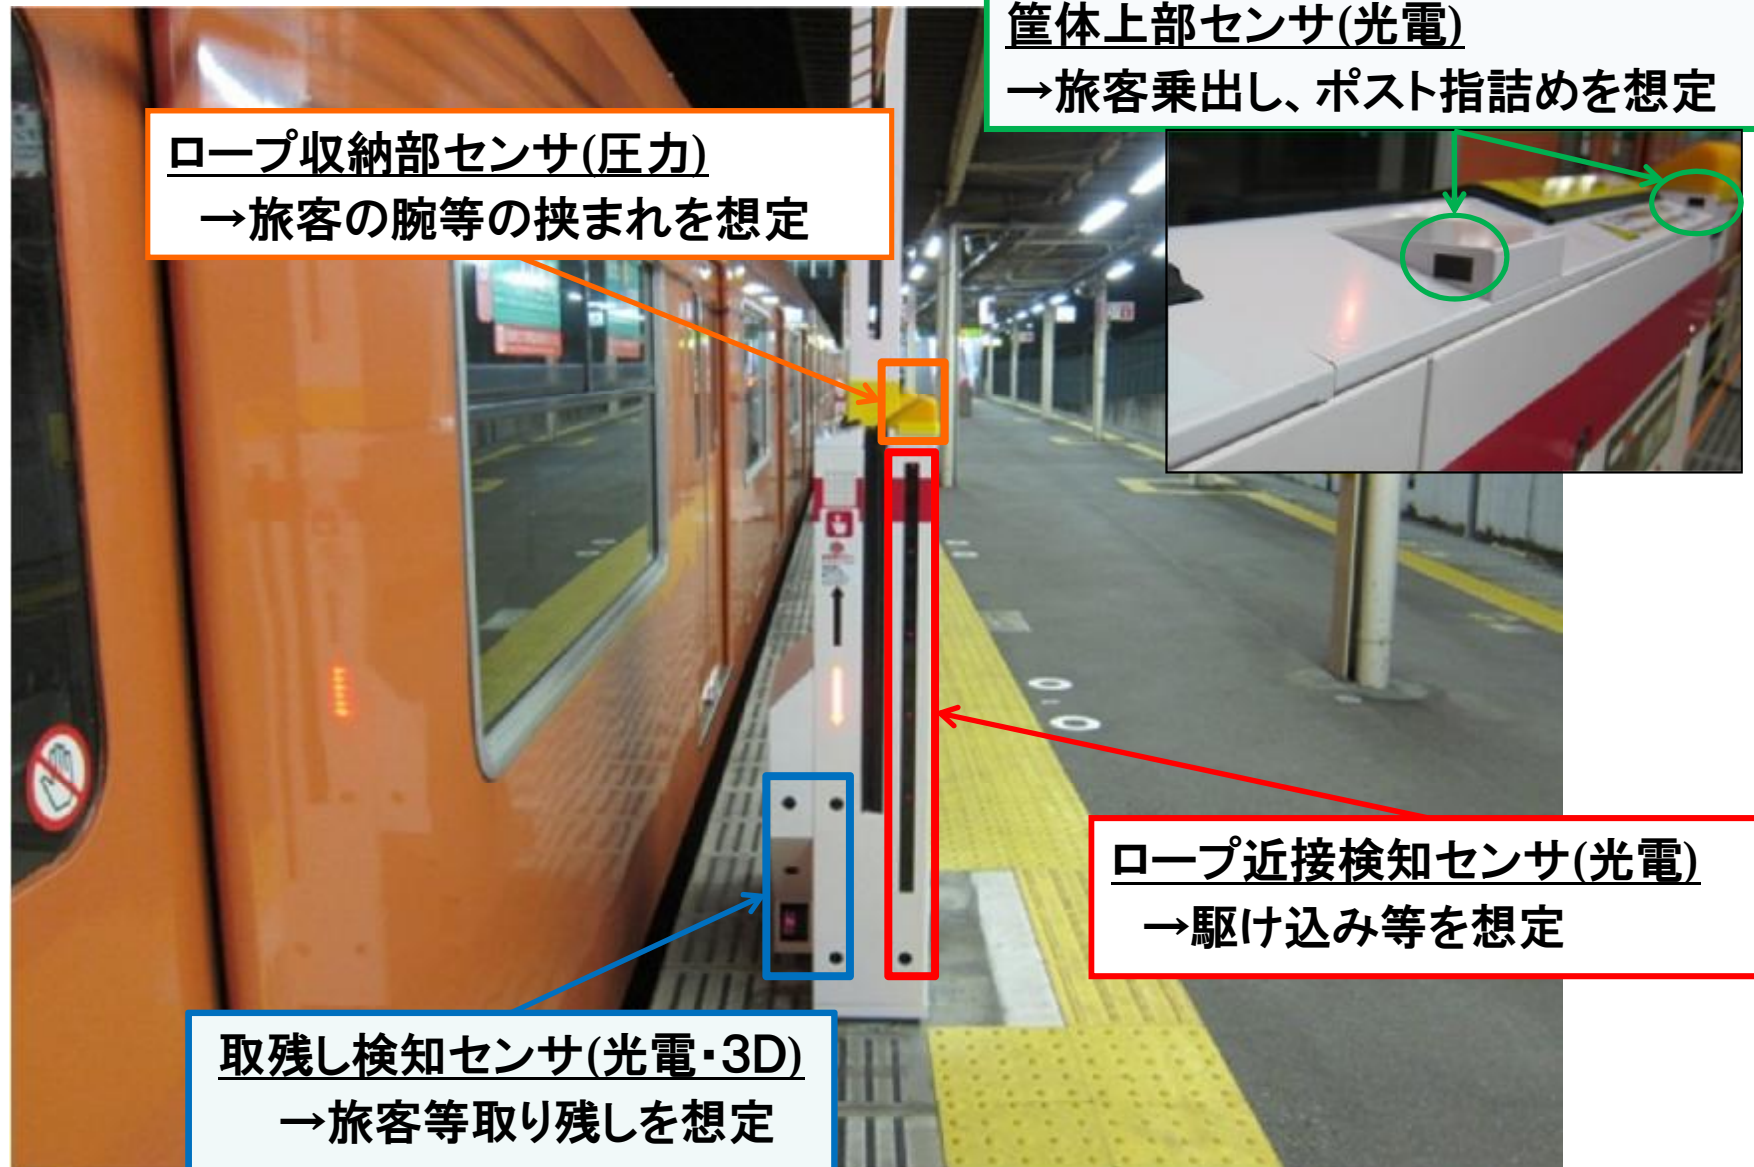 筐体上部センサ(光電)
→旅客乗出し、ポスト指詰めを想定
ロープ収納部センサ(圧力)
→旅客の腕等の挟まれを想定
ロープ近接検知センサ(光電)
→駆け込み等を想定
取残し検知センサ(光電・3D)
→旅客等取り残しを想定